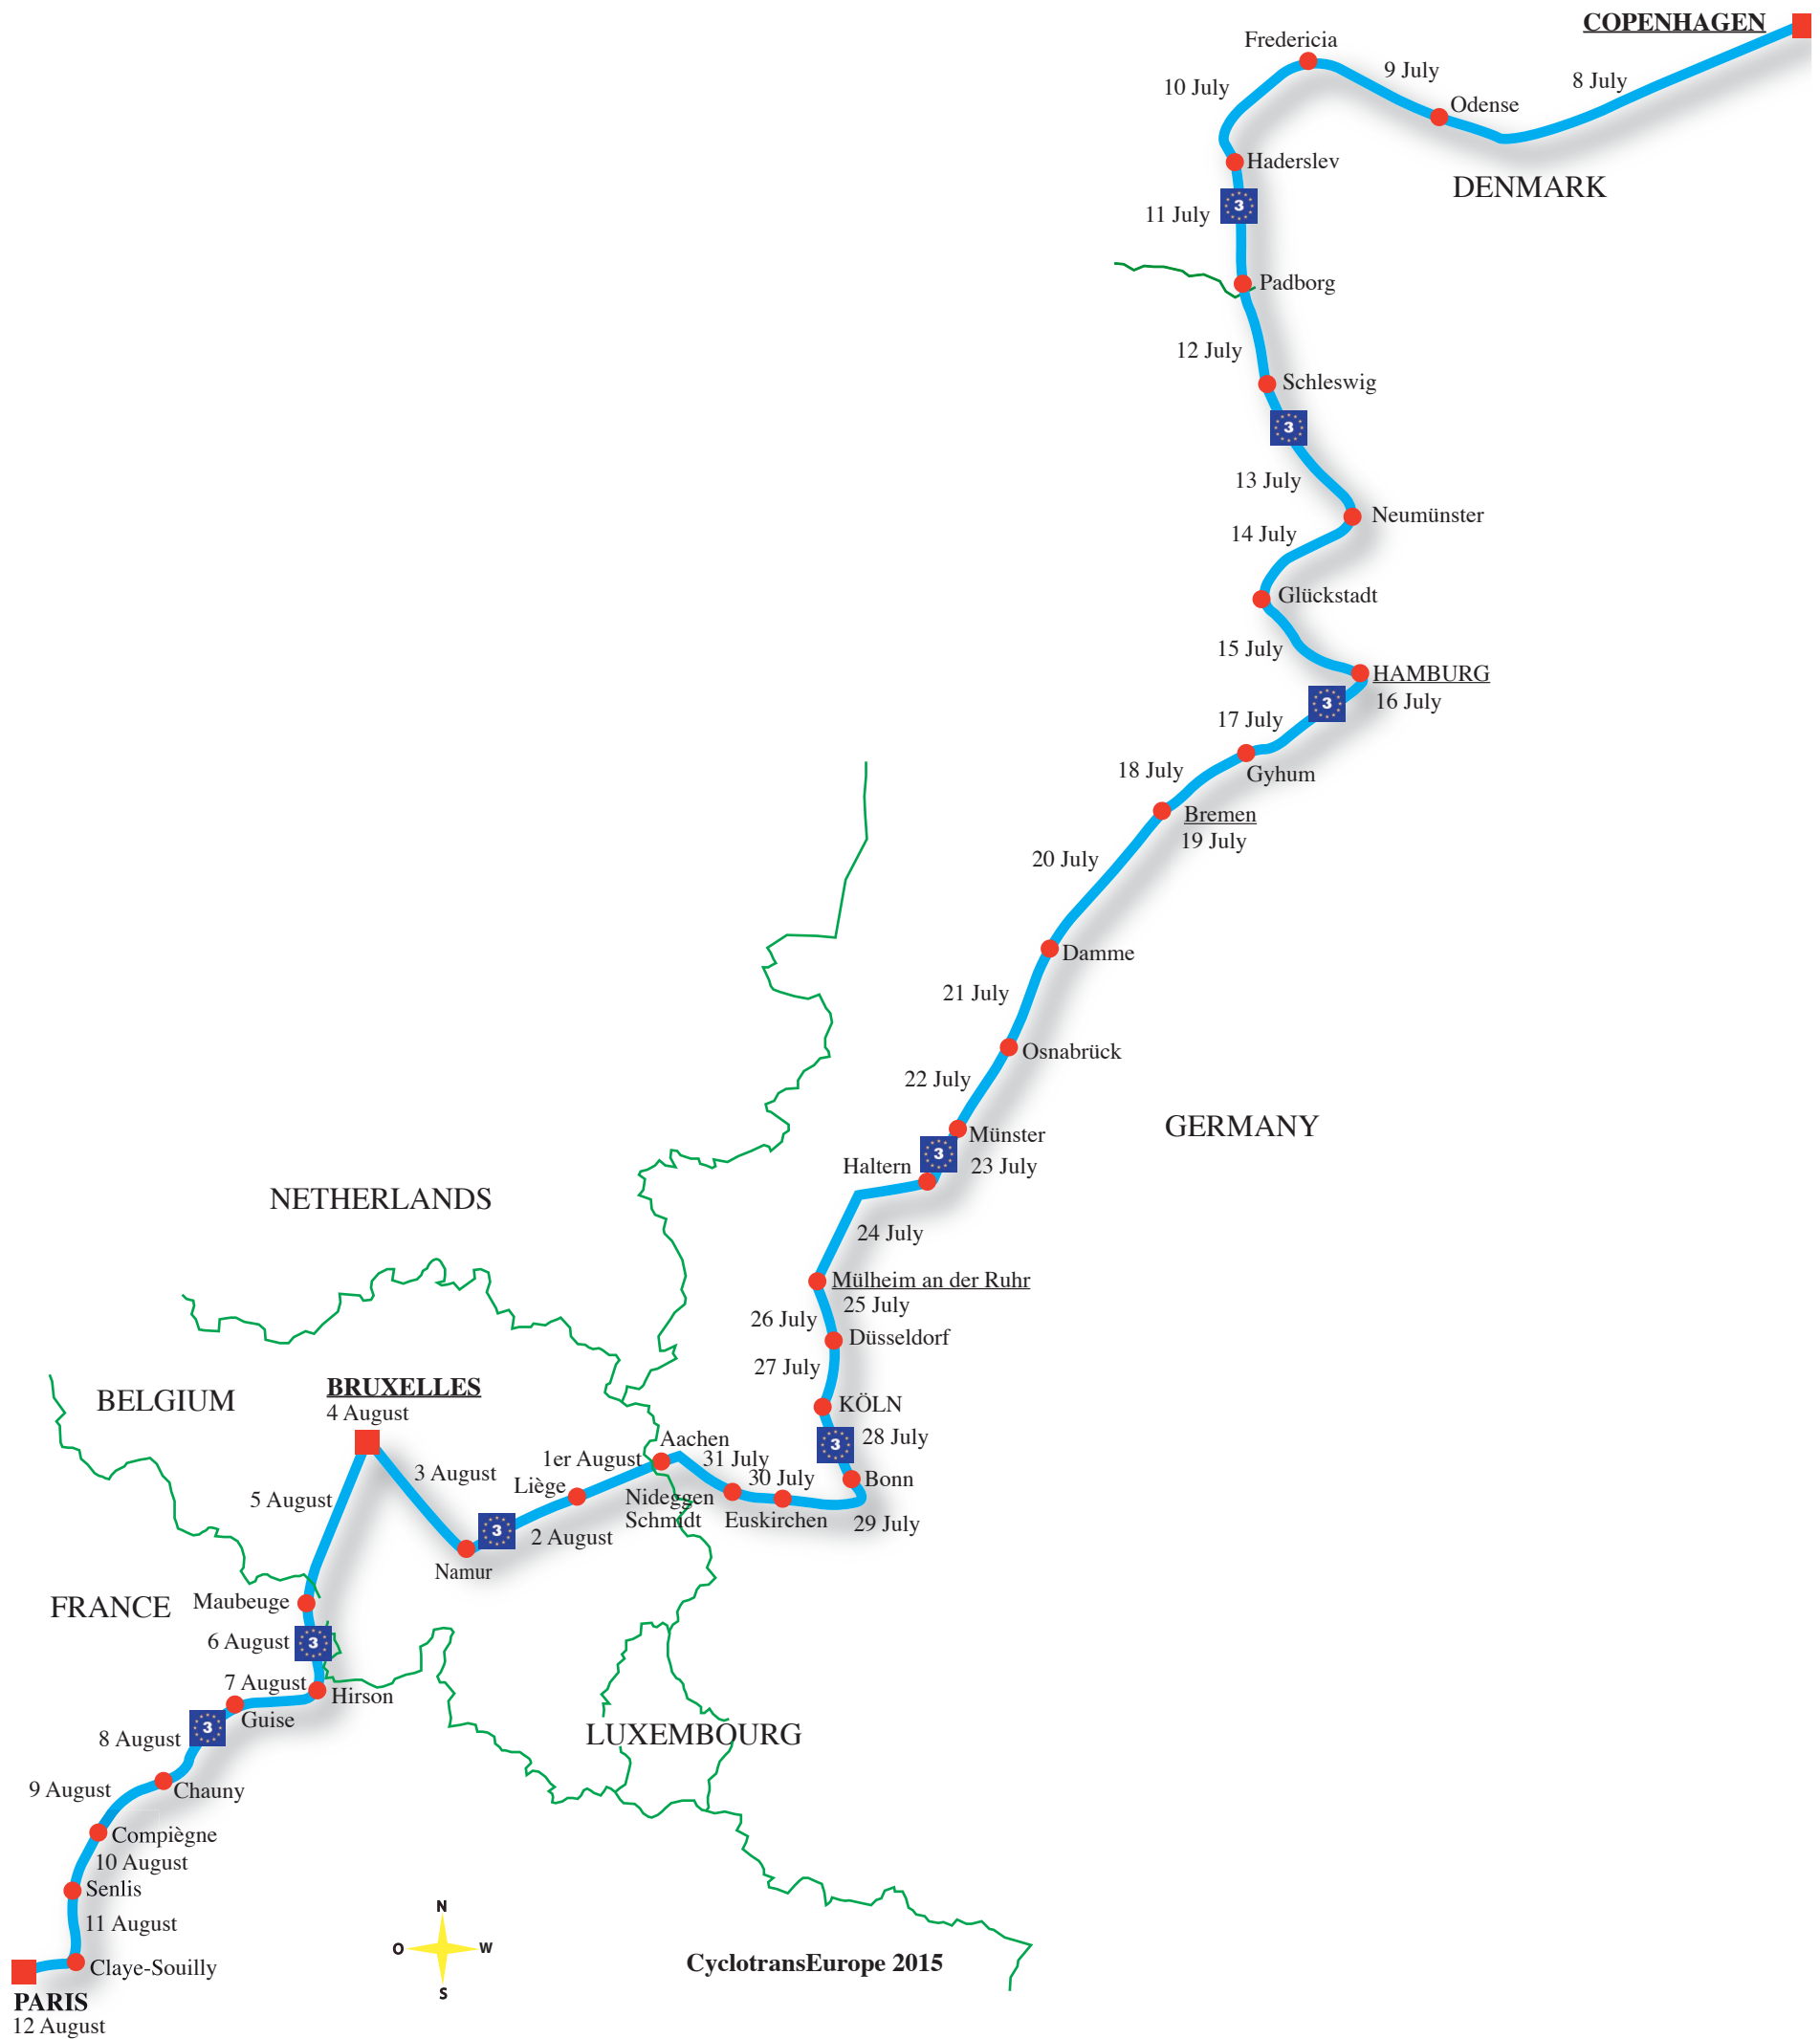 COPENHAGEN
Fredericia
9 July
8 July
10 July
Odense
Haderslev
DENMARK
3
11 July
Padborg
12 July
Schleswig
3
13 July
Neumünster
14 July
Glückstadt
15 July
HAMBURG
16 July
3
17 July
Gyhum
18 July
Bremen
19 July
20 July
Damme
21 July
Osnabrück
22 July
GERMANY
Münster
23 July
3
Haltern
NETHERLANDS
24 July
Mülheim an der Ruhr
25 July
26 July
Düsseldorf
27 July
BRUXELLES
4 August
BELGIUM
KÖLN
28 July
3
Aachen
31 July
1er August
30 July
Bonn
3 August
Liège
Nideggen
Schmidt
Euskirchen
29 July
5 August
3
2 August
Namur
Maubeuge
FRANCE
6 August
3
7 August
Hirson
Guise
3
8 August
LUXEMBOURG
9 August
Chauny
Compiègne
10 August
Senlis
11 August
N
O
W
S
CyclotransEurope 2015
Claye-Souilly
PARIS
12 August